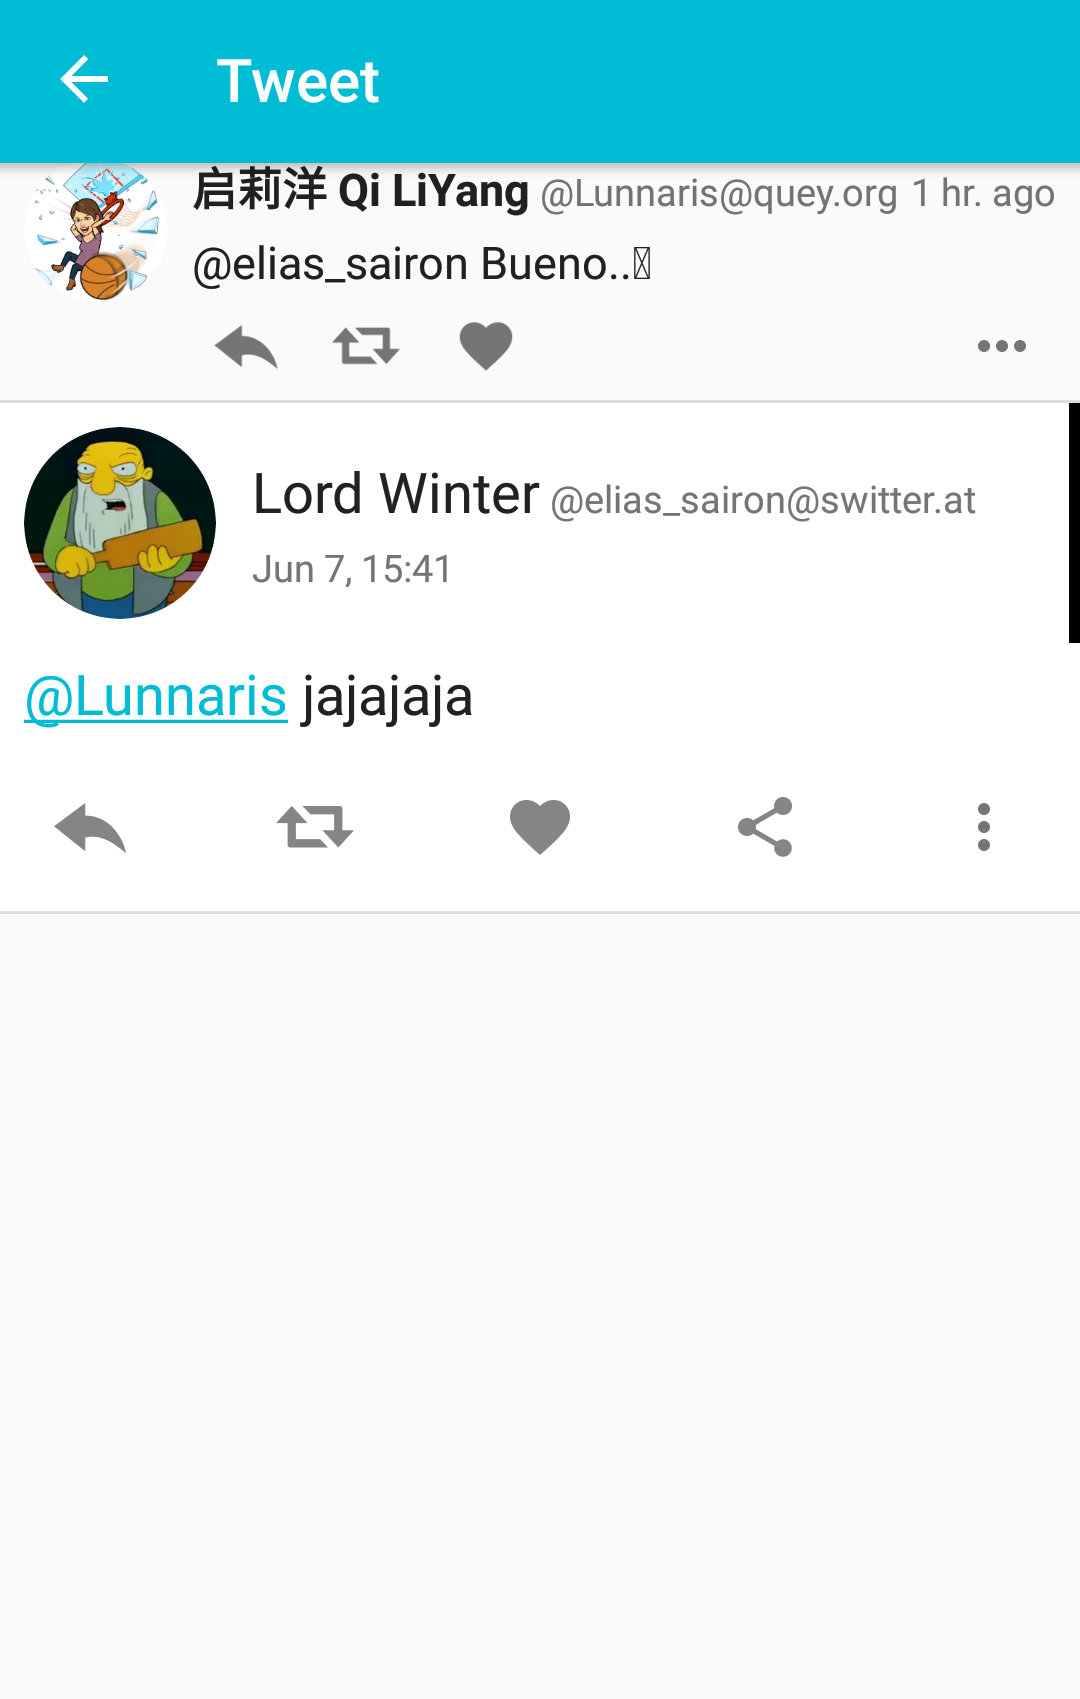 Tweet
启莉洋 Qi LiYang @Lunnaris@quey.org 1 hr. ago
@elias_sairon Bueno..
Lord Winter @elias_sairon@switter.at
Jun 7, 15:41
@Lunnaris jajajaja